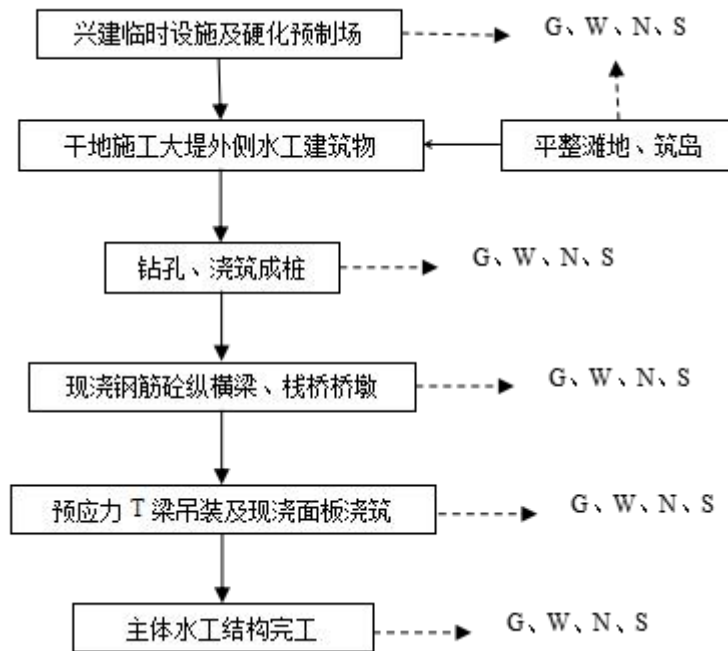 兴建临时设施及硬化预制场
G、W、N、S
干地施工大堤外侧水工建筑物
平整滩地、筑岛
钻孔、浇筑成桩
G、W、N、S
现浇钢筋砼纵横梁、栈桥桥墩
G、W、N、S
预应力 T 梁吊装及现浇面板浇筑
G、W、N、S
主体水工结构完工
G、W、N、S